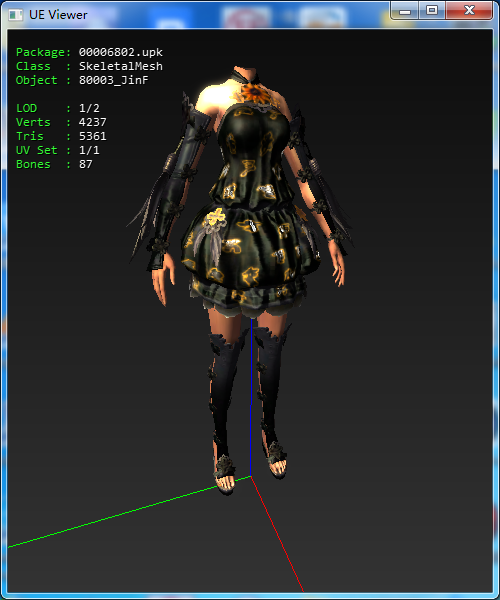 UE Viewer
Package: 00006802.upk
Class : SkeletalMesh
Object : 80003_JinF
LOD : 1/2
Verts : 4237
Tris : 5361
UV Set : 1/1
Bones : 87